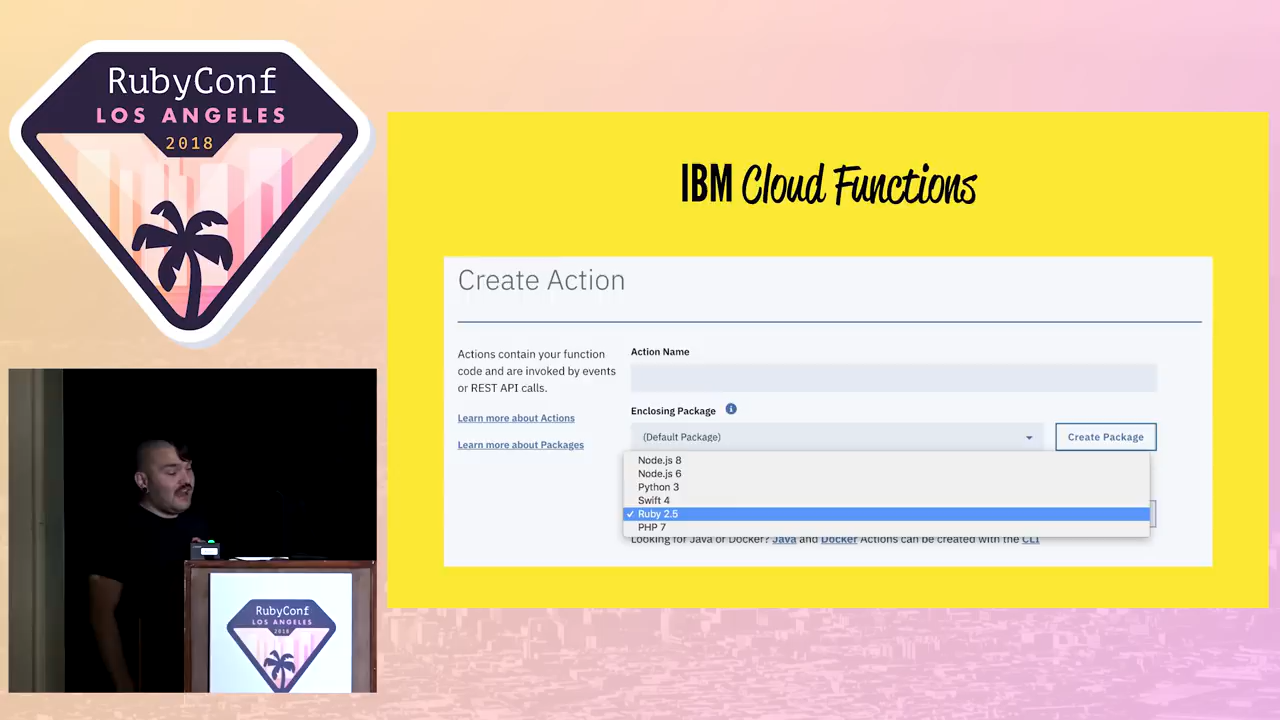 RubyConf
LOS ANGELES
2018
IBM Cloud Functions
Create Action
Actions contain your function
code and are invoked by events
or REST API calls.
Learn more about Actions
Learn more about Packages
Action Name
Enclosing Package
(Default Package)
Create Package
Node.js 8
Node.js 6
Python 3
Swift 4
✓ Ruby 2.5
PHP 7
Looking for Java or Docker? Java and Docker Actions can be created with the CLI
RubyConf
LOS ANGELES
2018